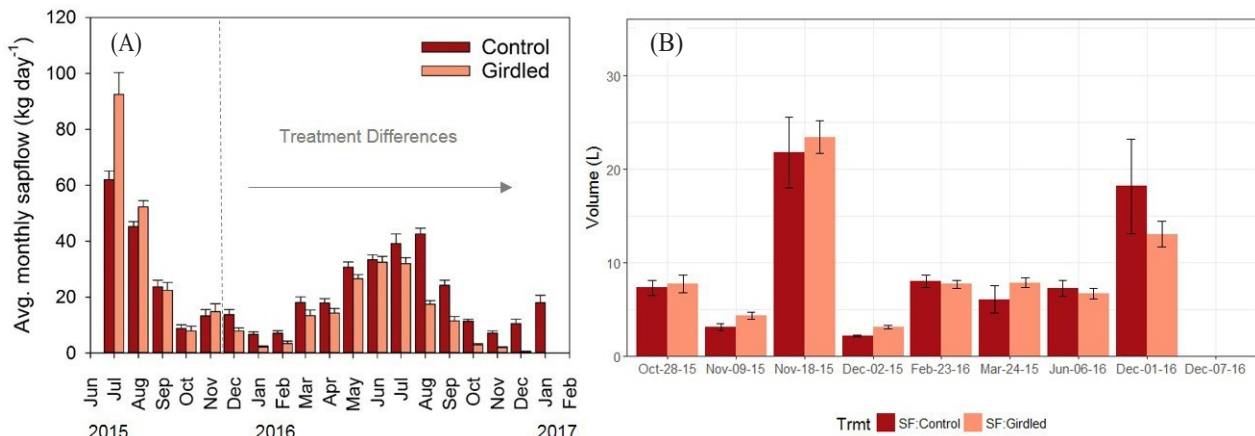 (A)
Avg. monthly sapflow (kg day-1)
120
100
80
60
40
20
0
Control
Girdled
Treatment Differences
Jun
Jul
Aug
Sep
Oct
Nov
Dec
Jan
Feb
Mar
Apr
May
Jun
Jul
Aug
Sep
Oct
Nov
Dec
Jan
Feb
2015 2016 2017
(B)
Volume (L)
30
20
10
0
Oct-28-15 Nov-09-15 Nov-18-15 Dec-02-15 Feb-23-16 Mar-24-15 Jun-06-16 Dec-01-16 Dec-07-16
Trmt SF:Control SF:Girdled